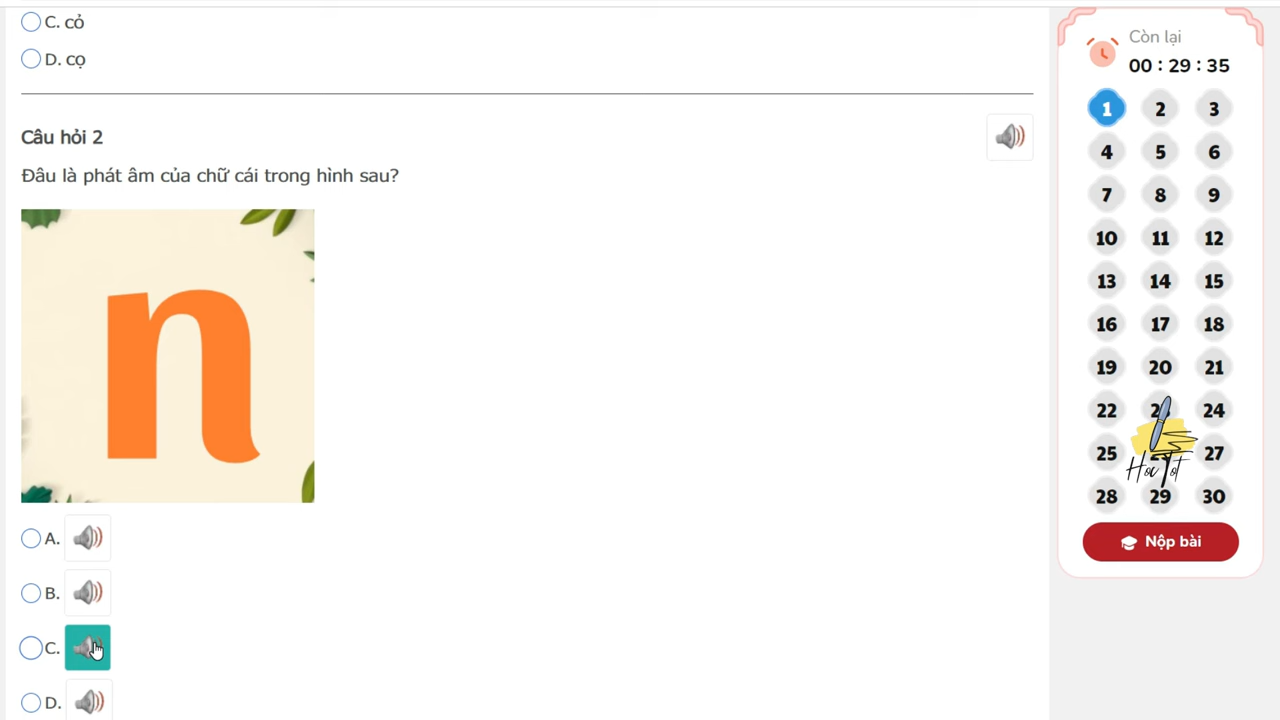 C. cỏ
D. cọ
Câu hỏi 2
Đâu là phát âm của chữ cái trong hình sau?
n
A.
B.
C.
D.
Còn lại
00 : 29 : 35
1 2 3
4 5 6
7 8 9
10 11 12
13 14 15
16 17 18
19 20 21
22 24
25 27
28 29 30
Học Tốt
Nộp bài